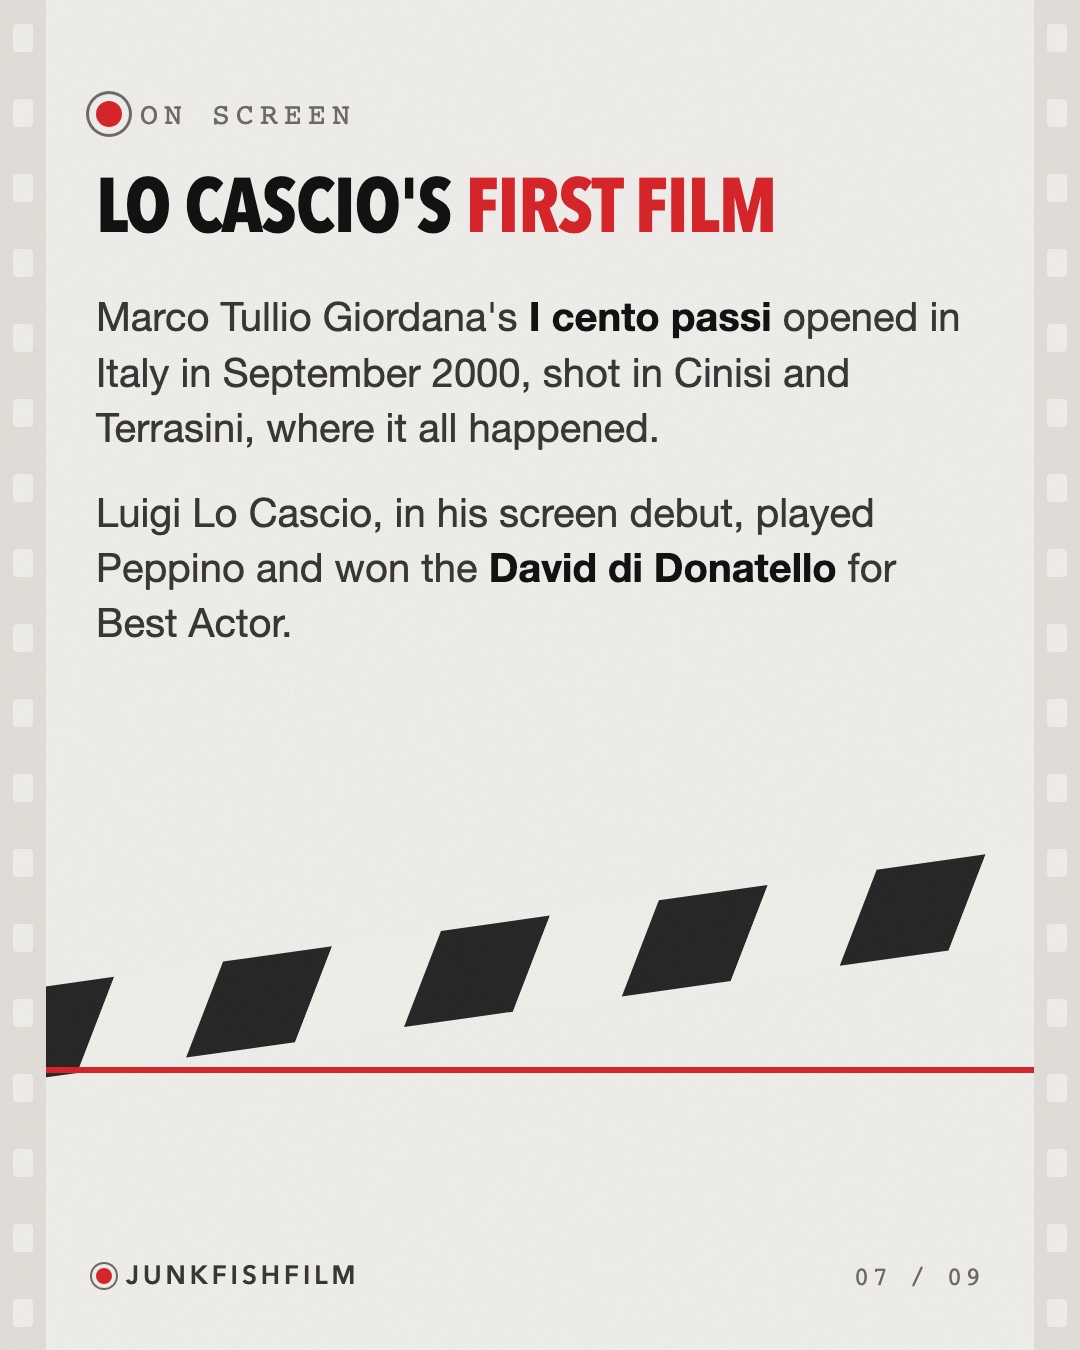 ON SCREEN
LO CASCIO'S FIRST FILM
Marco Tullio Giordana's I cento passi opened in
Italy in September 2000, shot in Cinisi and
Terrasini, where it all happened.
Luigi Lo Cascio, in his screen debut, played
Peppino and won the David di Donatello for
Best Actor.
JUNKFISHFILM
07 / 09